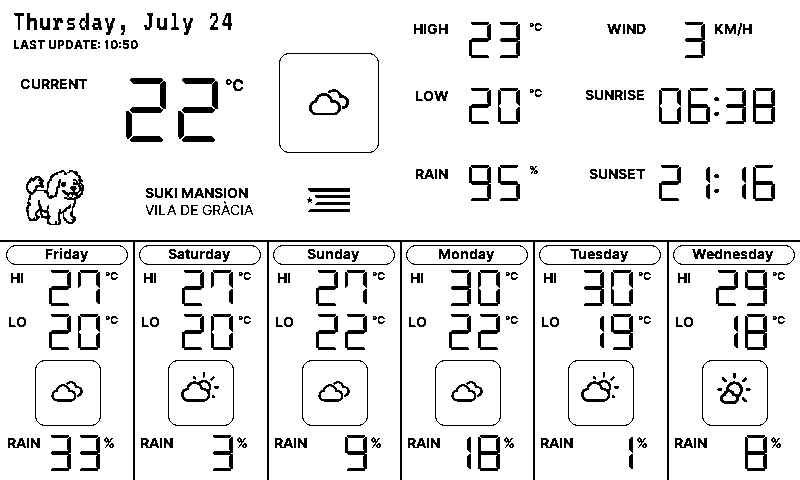 Thursday, July 24
LAST UPDATE: 10:50
CURRENT 22 °C
HIGH 23 °C
LOW 20 °C
RAIN 95 %
WIND 3 KM/H
SUNRISE 06:38
SUNSET 21:16
SUKI MANSION
VILA DE GRÀCIA
Friday
HI 27 °C
LO 20 °C
RAIN 33 %
Saturday
HI 27 °C
LO 20 °C
RAIN 3 %
Sunday
HI 27 °C
LO 22 °C
RAIN 9 %
Monday
HI 30 °C
LO 22 °C
RAIN 18 %
Tuesday
HI 30 °C
LO 19 °C
RAIN 1 %
Wednesday
HI 29 °C
LO 18 °C
RAIN 8 %